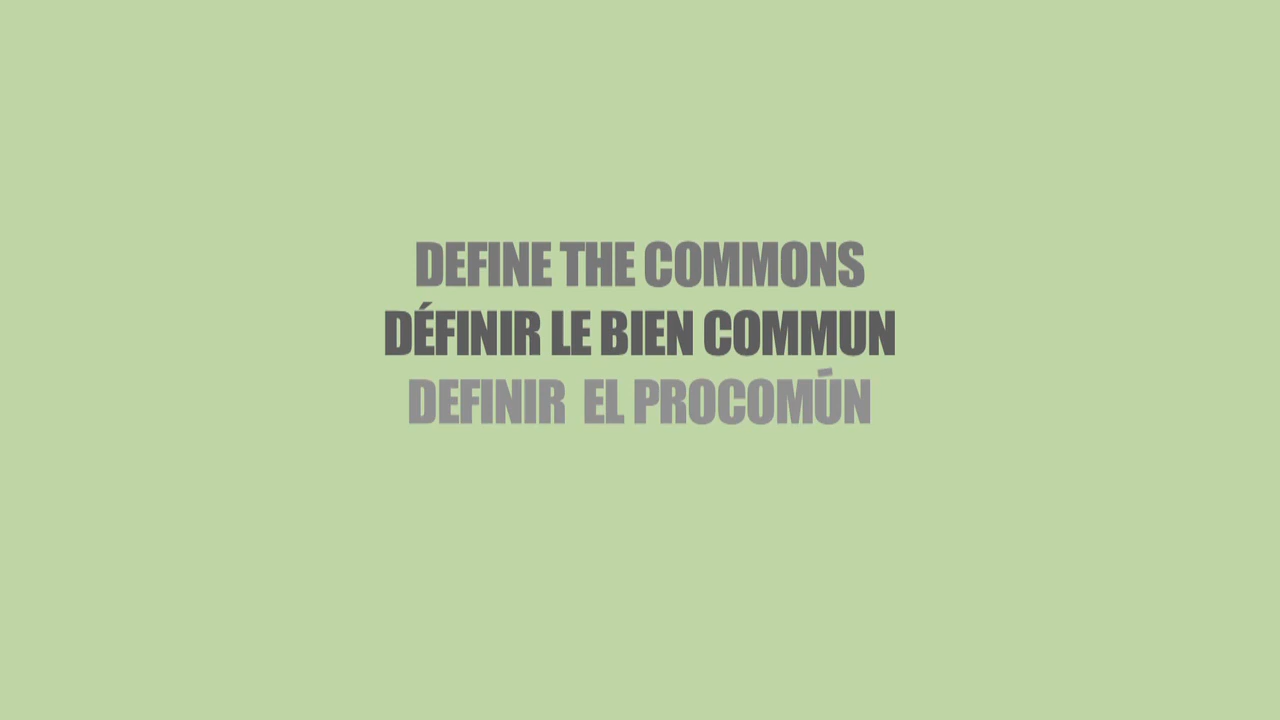 DEFINE THE COMMONS
DÉFINIR LE BIEN COMMUN
DEFINIR EL PROCOMÚN